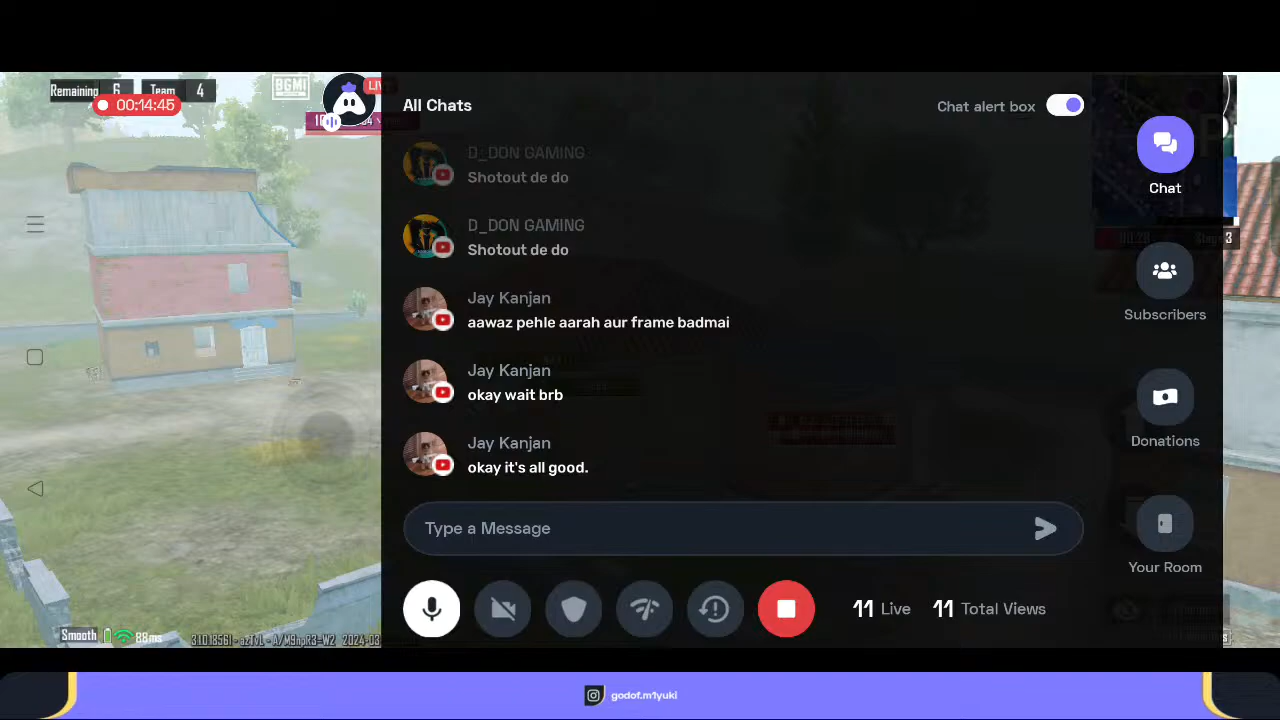 Remaining 6 Team 4
BGMI
LIV
00:14:45
All Chats
Chat alert box
D_DON GAMING
Shotout de do
Chat
D_DON GAMING
Shotout de do
Jay Kanjan
aawaz pehle aarah aur frame badmai
Subscribers
Jay Kanjan
okay wait brb
Donations
Jay Kanjan
okay it's all good.
Type a Message
Your Room
11 Live 11 Total Views
Smooth 88ms
godof.m1yuki